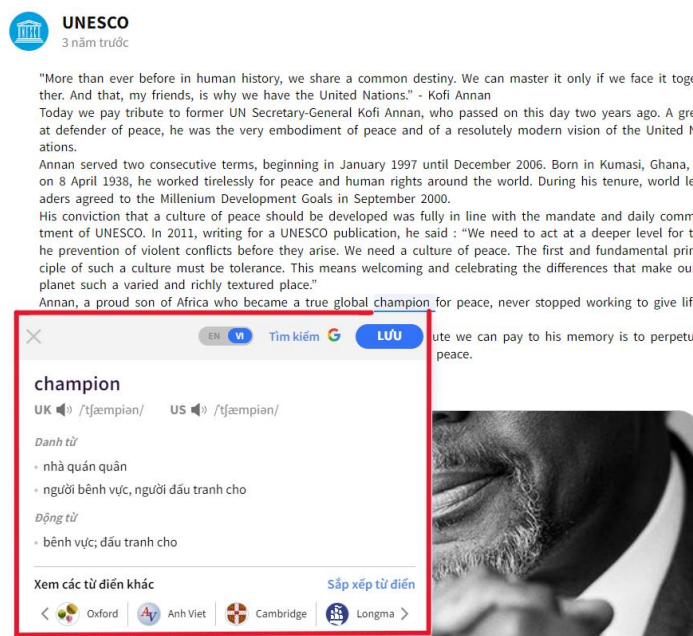 UNESCO
3 năm trước
"More than ever before in human history, we share a common destiny. We can master it only if we face it toge
ther. And that, my friends, is why we have the United Nations.” - Kofi Annan
Today we pay tribute to former UN Secretary-General Kofi Annan, who passed on this day two years ago. A gre
at defender of peace, he was the very embodiment of peace and of a resolutely modern vision of the United N
ations.
Annan served two consecutive terms, beginning in January 1997 until December 2006. Born in Kumasi, Ghana,
on 8 April 1938, he worked tirelessly for peace and human rights around the world. During his tenure, world le
aders agreed to the Millenium Development Goals in September 2000.
His conviction that a culture of peace should be developed was fully in line with the mandate and daily comm
tment of UNESCO. In 2011, writing for a UNESCO publication, he said : “We need to act at a deeper level for t
he prevention of violent conflicts before they arise. We need a culture of peace. The first and fundamental prin
ciple of such a culture must be tolerance. This means welcoming and celebrating the differences that make ou
planet such a varied and richly textured place.”
Annan, a proud son of Africa who became a true global champion for peace, never stopped working to give lif
ute we can pay to his memory is to perpetu
peace.
EN VI Tìm kiếm G LƯU
champion
UK /'tʃæmpiən/ US /'tʃæmpiən/
Danh từ
nhà quán quân
người bênh vực, người đấu tranh cho
Động từ
bênh vực; đấu tranh cho
Xem các từ điển khác Sắp xếp từ điển
Oxford AV Anh Viet Cambridge Longma